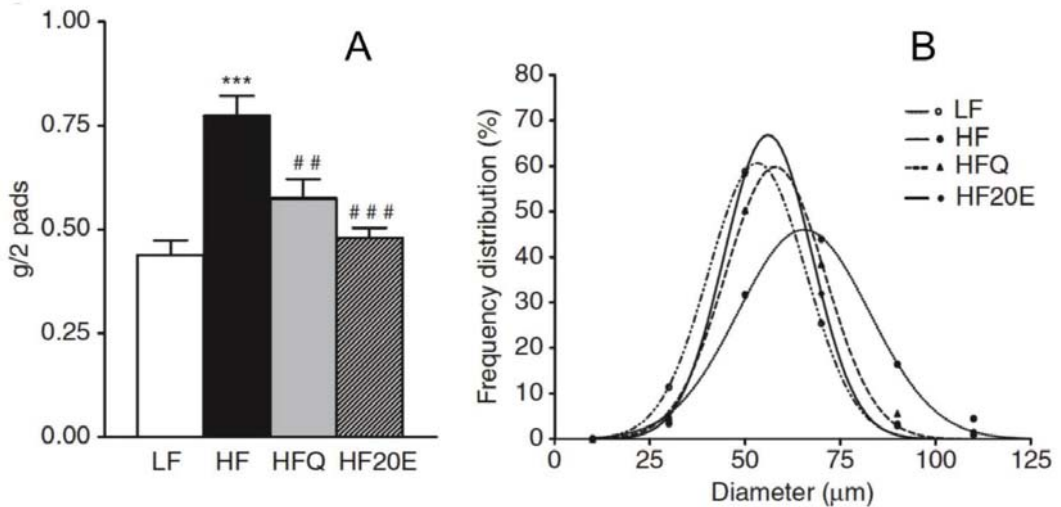 A
1.00
0.75
0.50
0.25
0.00
g/2 pads
***
# #
# # #
LF HF HFQ HF20E
B
80
70
60
50
40
30
20
10
0
Frequency distribution (%)
LF
HF
HFQ
HF20E
0 25 50 75 100 125
Diameter (μm)